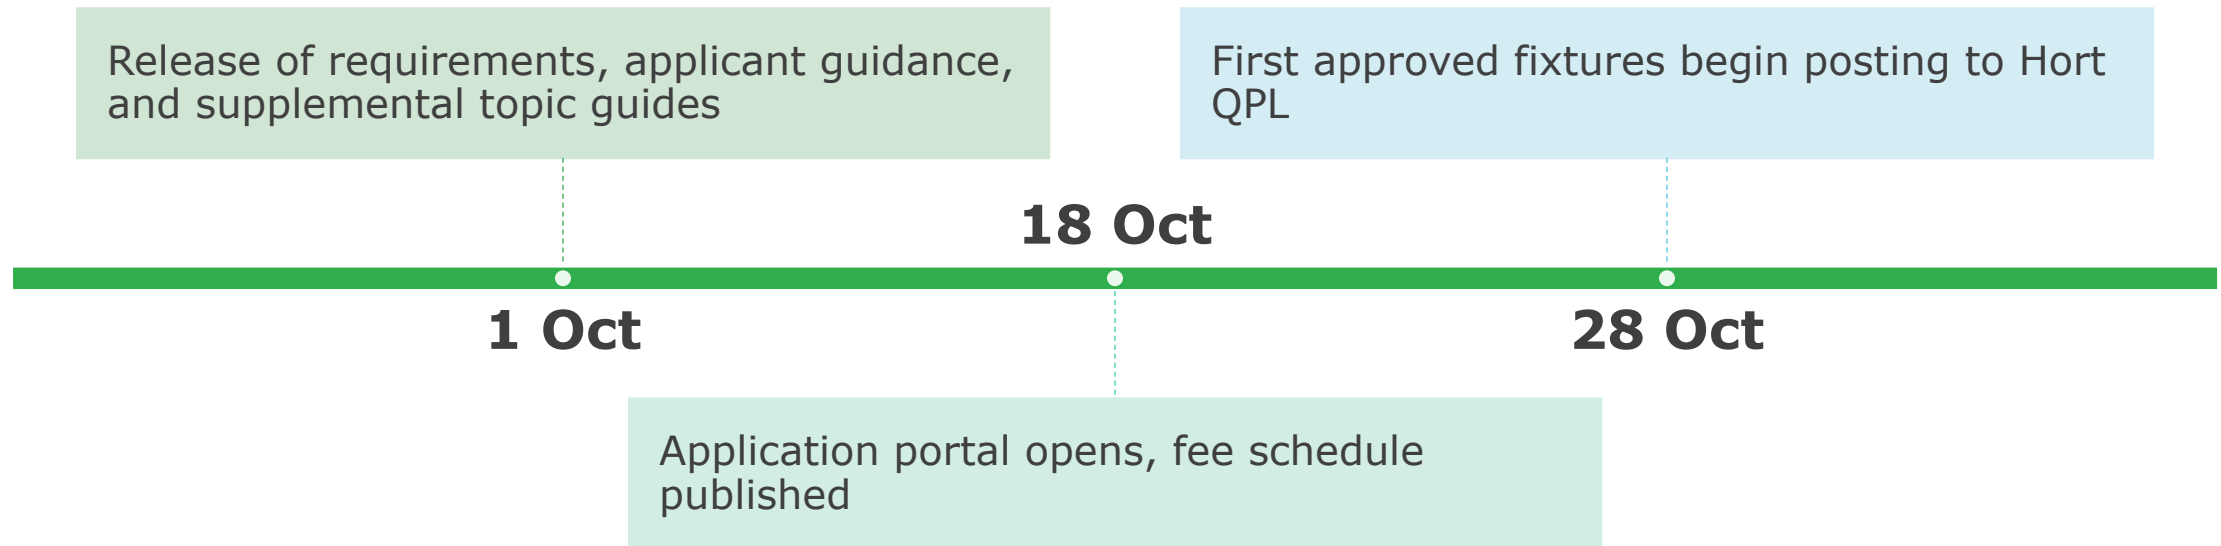 Release of requirements, applicant guidance,
and supplemental topic guides
First approved fixtures begin posting to Hort
QPL
18 Oct
1 Oct
28 Oct
Application portal opens, fee schedule
published